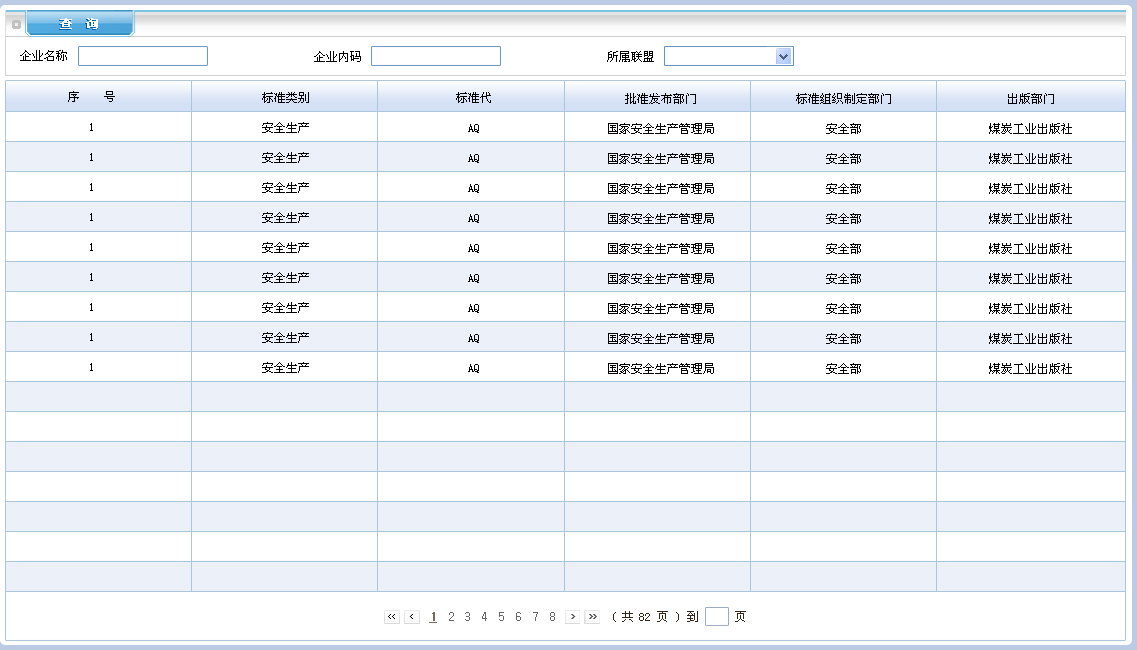 查 询
企业名称 企业内码 所属联盟
序 号 标准类别 标准代 批准发布部门 标准组织制定部门 出版部门
1 安全生产 AQ 国家安全生产管理局 安全部 煤炭工业出版社
1 安全生产 AQ 国家安全生产管理局 安全部 煤炭工业出版社
1 安全生产 AQ 国家安全生产管理局 安全部 煤炭工业出版社
1 安全生产 AQ 国家安全生产管理局 安全部 煤炭工业出版社
1 安全生产 AQ 国家安全生产管理局 安全部 煤炭工业出版社
1 安全生产 AQ 国家安全生产管理局 安全部 煤炭工业出版社
1 安全生产 AQ 国家安全生产管理局 安全部 煤炭工业出版社
1 安全生产 AQ 国家安全生产管理局 安全部 煤炭工业出版社
1 安全生产 AQ 国家安全生产管理局 安全部 煤炭工业出版社
« ‹ 1 2 3 4 5 6 7 8 › » ( 共 82 页 ) 到 页